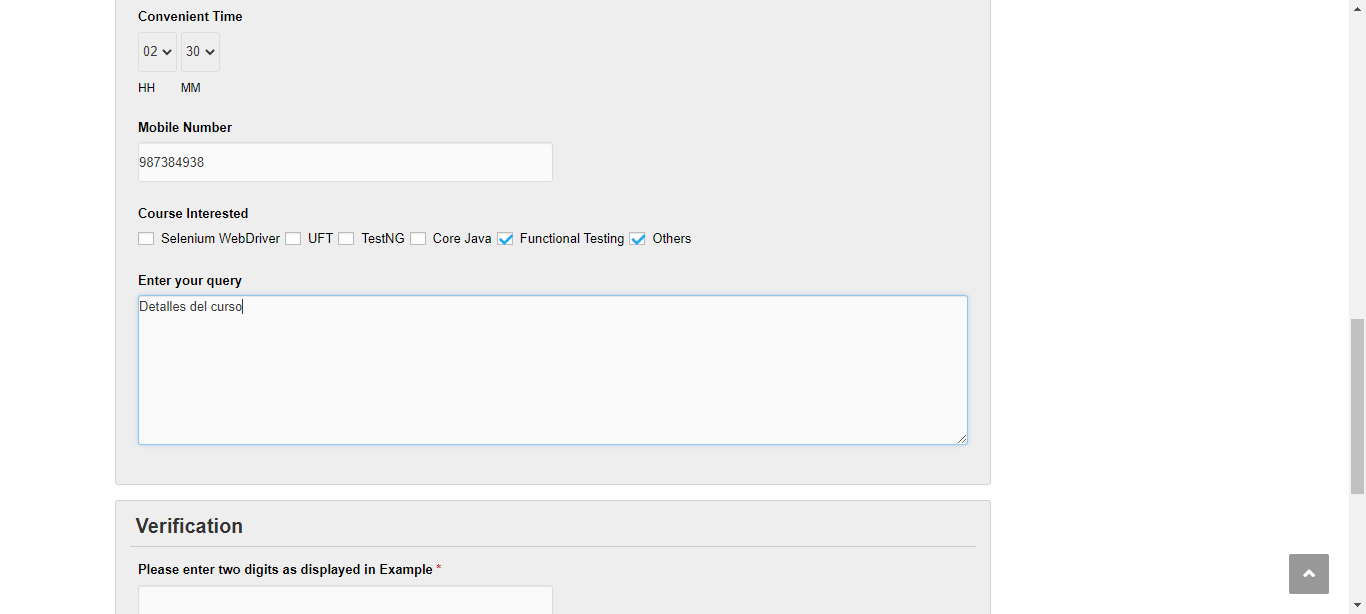 Convenient Time
02 30
HH MM
Mobile Number
987384938
Course Interested
Selenium WebDriver UFT TestNG Core Java Functional Testing Others
Enter your query
Detalles del curso
Verification
Please enter two digits as displayed in Example *